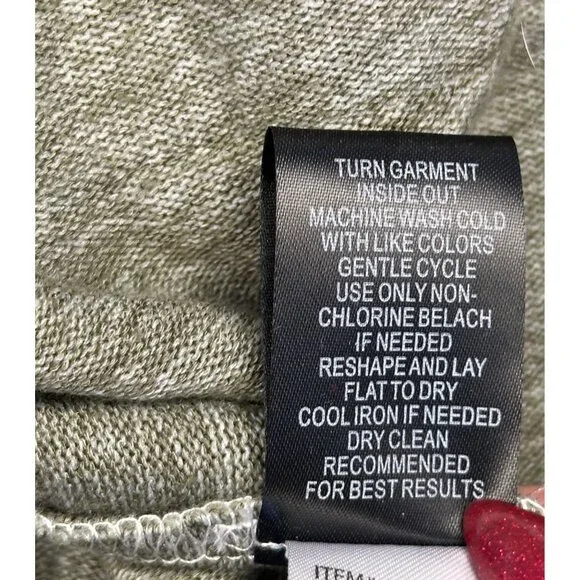 TURN GARMENT
INSIDE OUT
MACHINE WASH COLD
WITH LIKE COLORS
GENTLE CYCLE
USE ONLY NON-
CHLORINE BELACH
IF NEEDED
RESHAPE AND LAY
FLAT TO DRY
COOL IRON IF NEEDED
DRY CLEAN
RECOMMENDED
FOR BEST RESULTS
ITEM